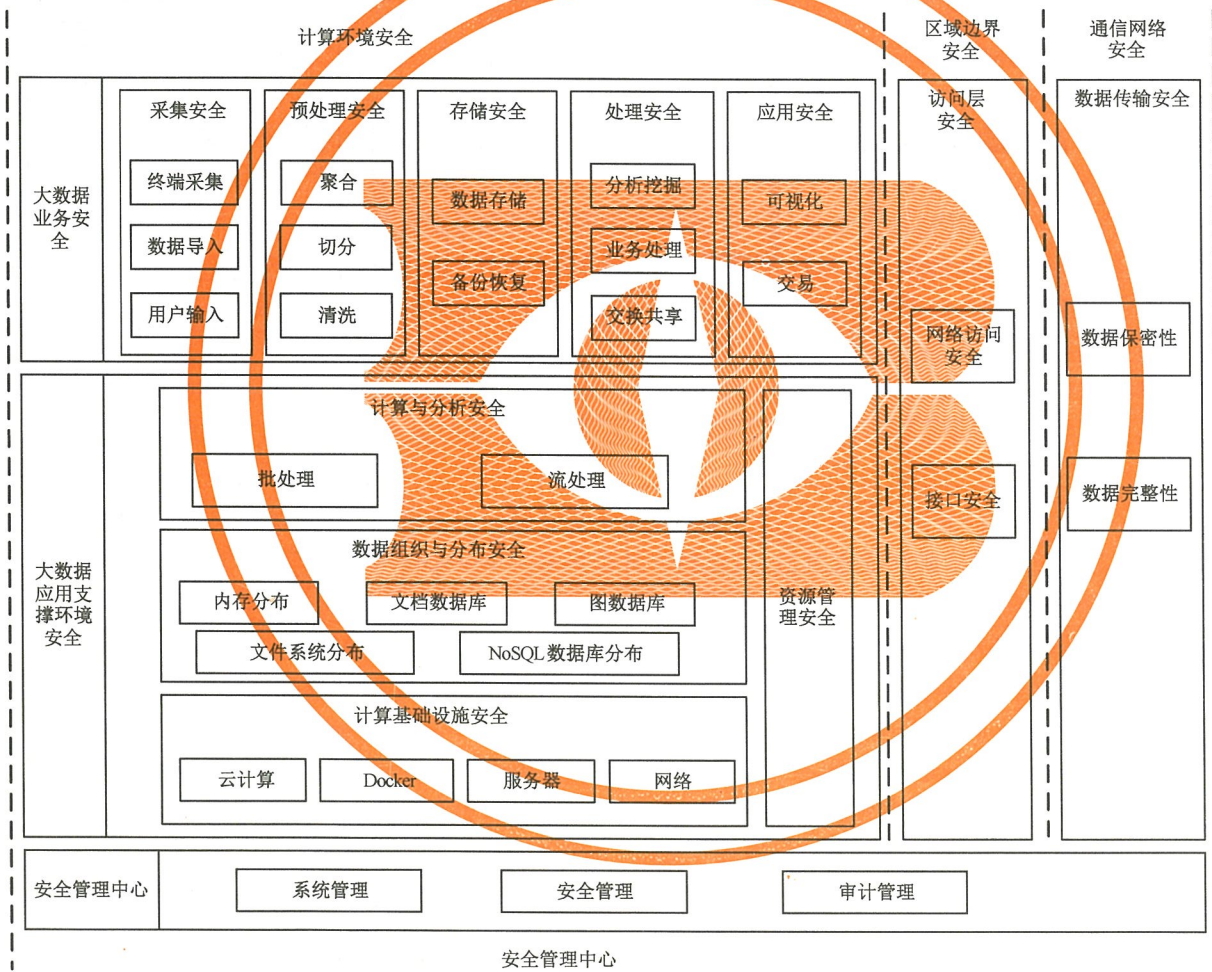 计算环境安全
区域边界
安全
通信网络
安全
大数据
业务安
全
采集安全
终端采集
数据导入
用户输入
预处理安全
聚合
切分
清洗
存储安全
数据存储
备份恢复
处理安全
分析挖掘
业务处理
交换共享
应用安全
可视化
交易
访问层
安全
网络访问
安全
接口安全
数据传输安全
数据保密性
数据完整性
大数据
应用支
撑环境
安全
计算与分析安全
批处理
流处理
数据组织与分布安全
内存分布
文档数据库
图数据库
文件系统分布
NoSQL数据库分布
计算基础设施安全
云计算
Docker
服务器
网络
资源管
理安全
安全管理中心
系统管理
安全管理
审计管理
安全管理中心